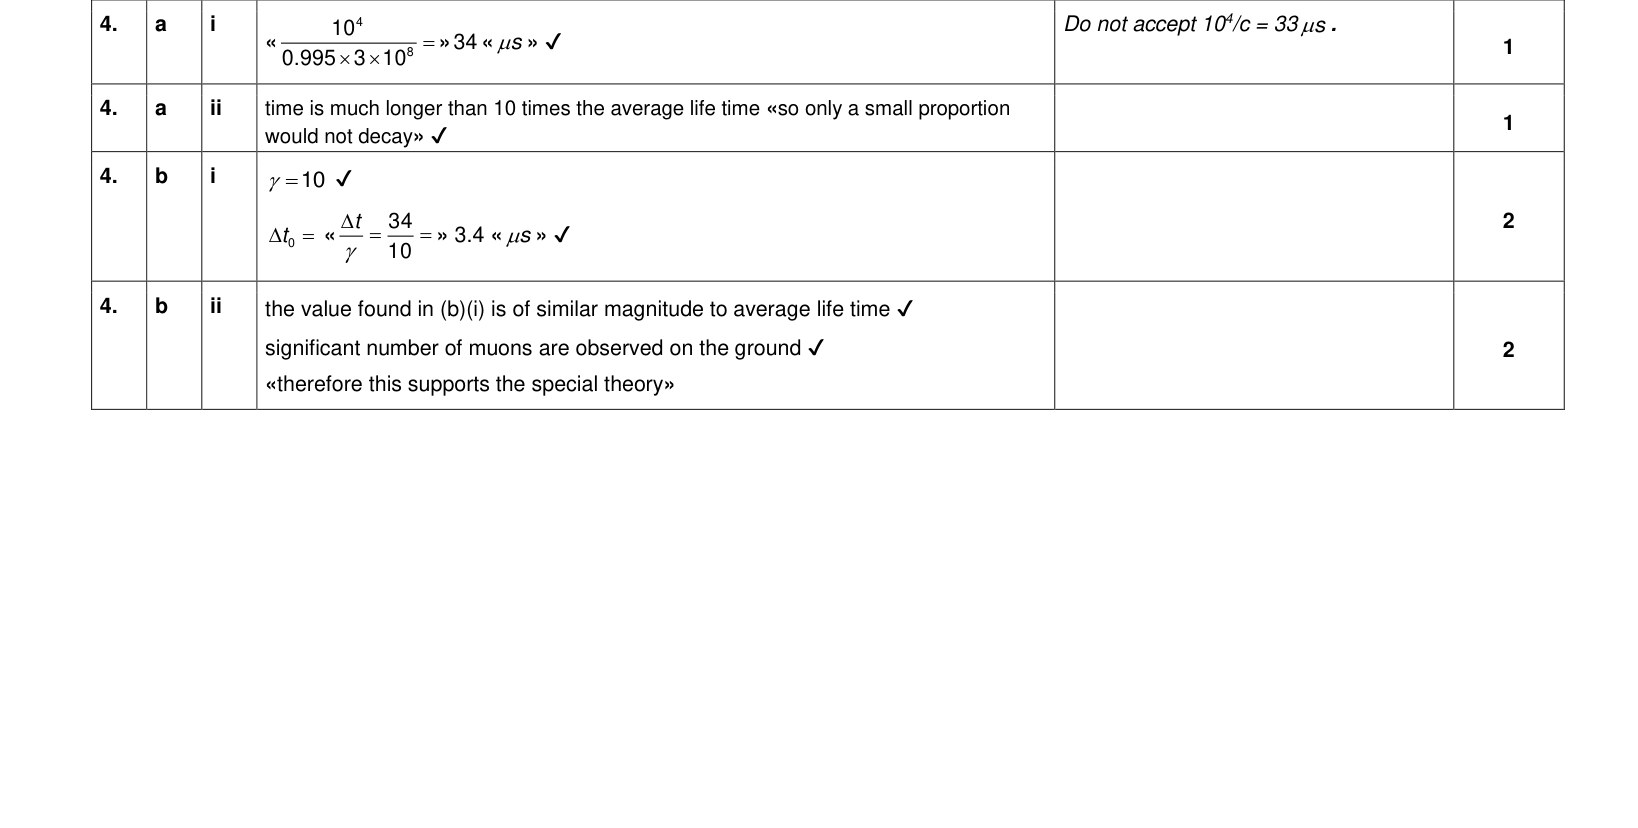 4. a i « 10⁴ / 0.995 × 3 × 10⁸ = » 34 « μs » ✓ Do not accept 10⁴/c = 33 μs . 1
4. a ii time is much longer than 10 times the average life time «so only a small proportion
would not decay» ✓ 1
4. b i γ = 10 ✓
Δt₀ = « Δt / γ = 34 / 10 = » 3.4 « μs » ✓ 2
4. b ii the value found in (b)(i) is of similar magnitude to average life time ✓
significant number of muons are observed on the ground ✓ 2
«therefore this supports the special theory»